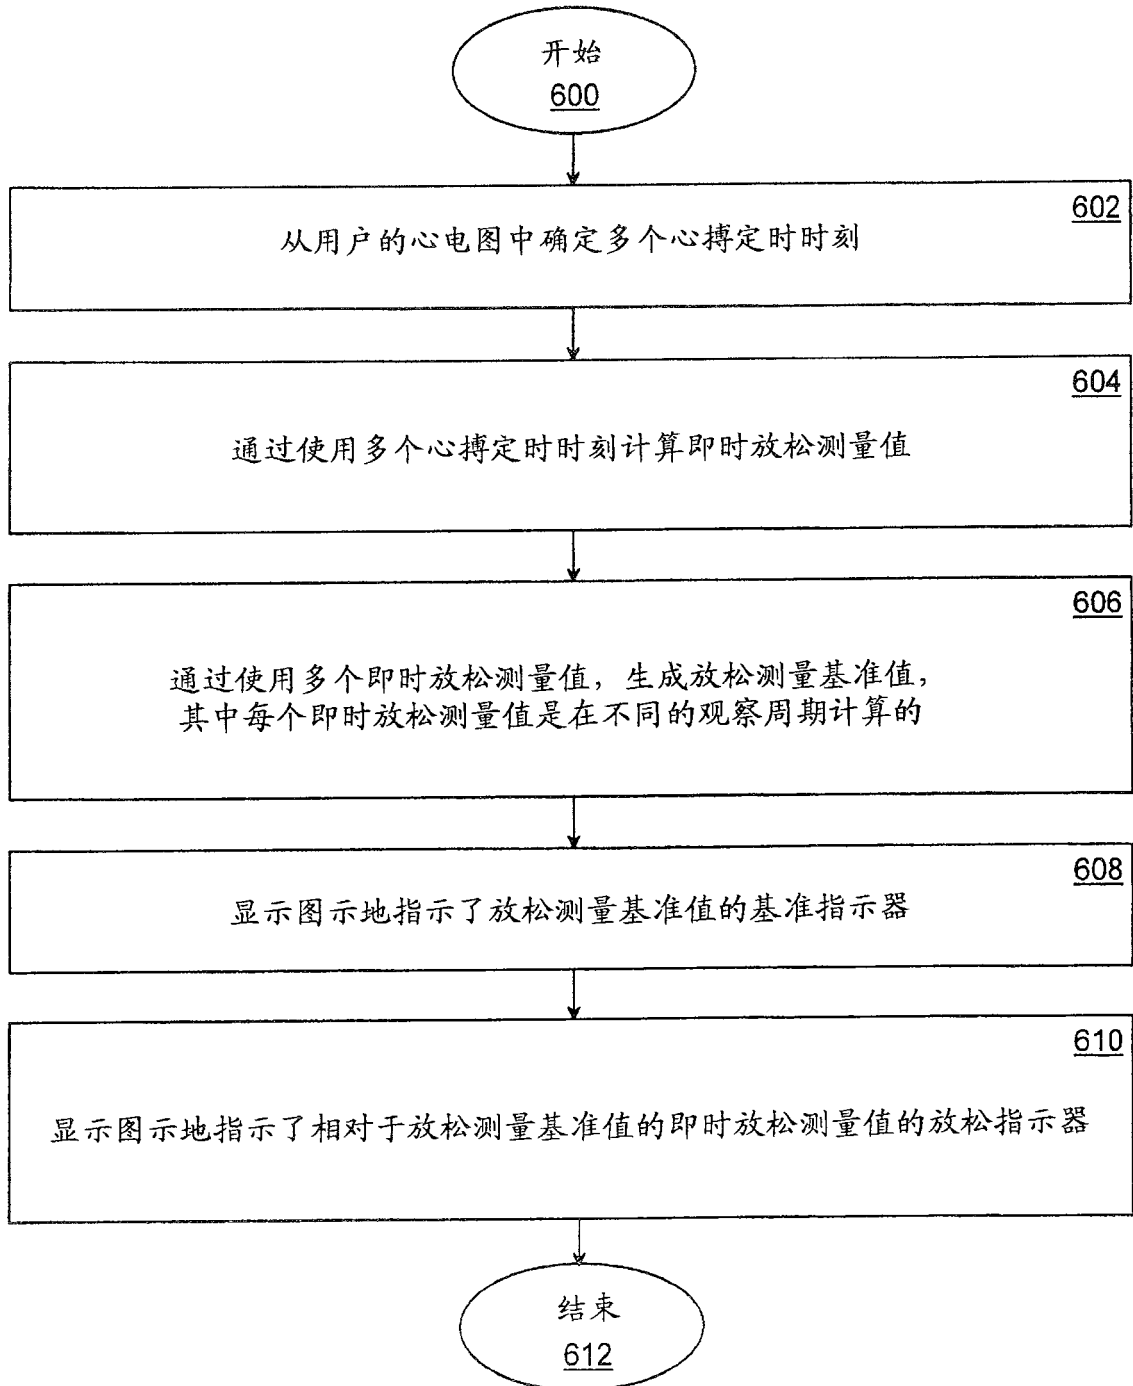 开始
600
602
从用户的心电图中确定多个心搏定时时刻
604
通过使用多个心搏定时时刻计算即时放松测量值
606
通过使用多个即时放松测量值，生成放松测量基准值，
其中每个即时放松测量值是在不同的观察周期计算的
608
显示图示地指示了放松测量基准值的基准指示器
610
显示图示地指示了相对于放松测量基准值的即时放松测量值的放松指示器
结束
612